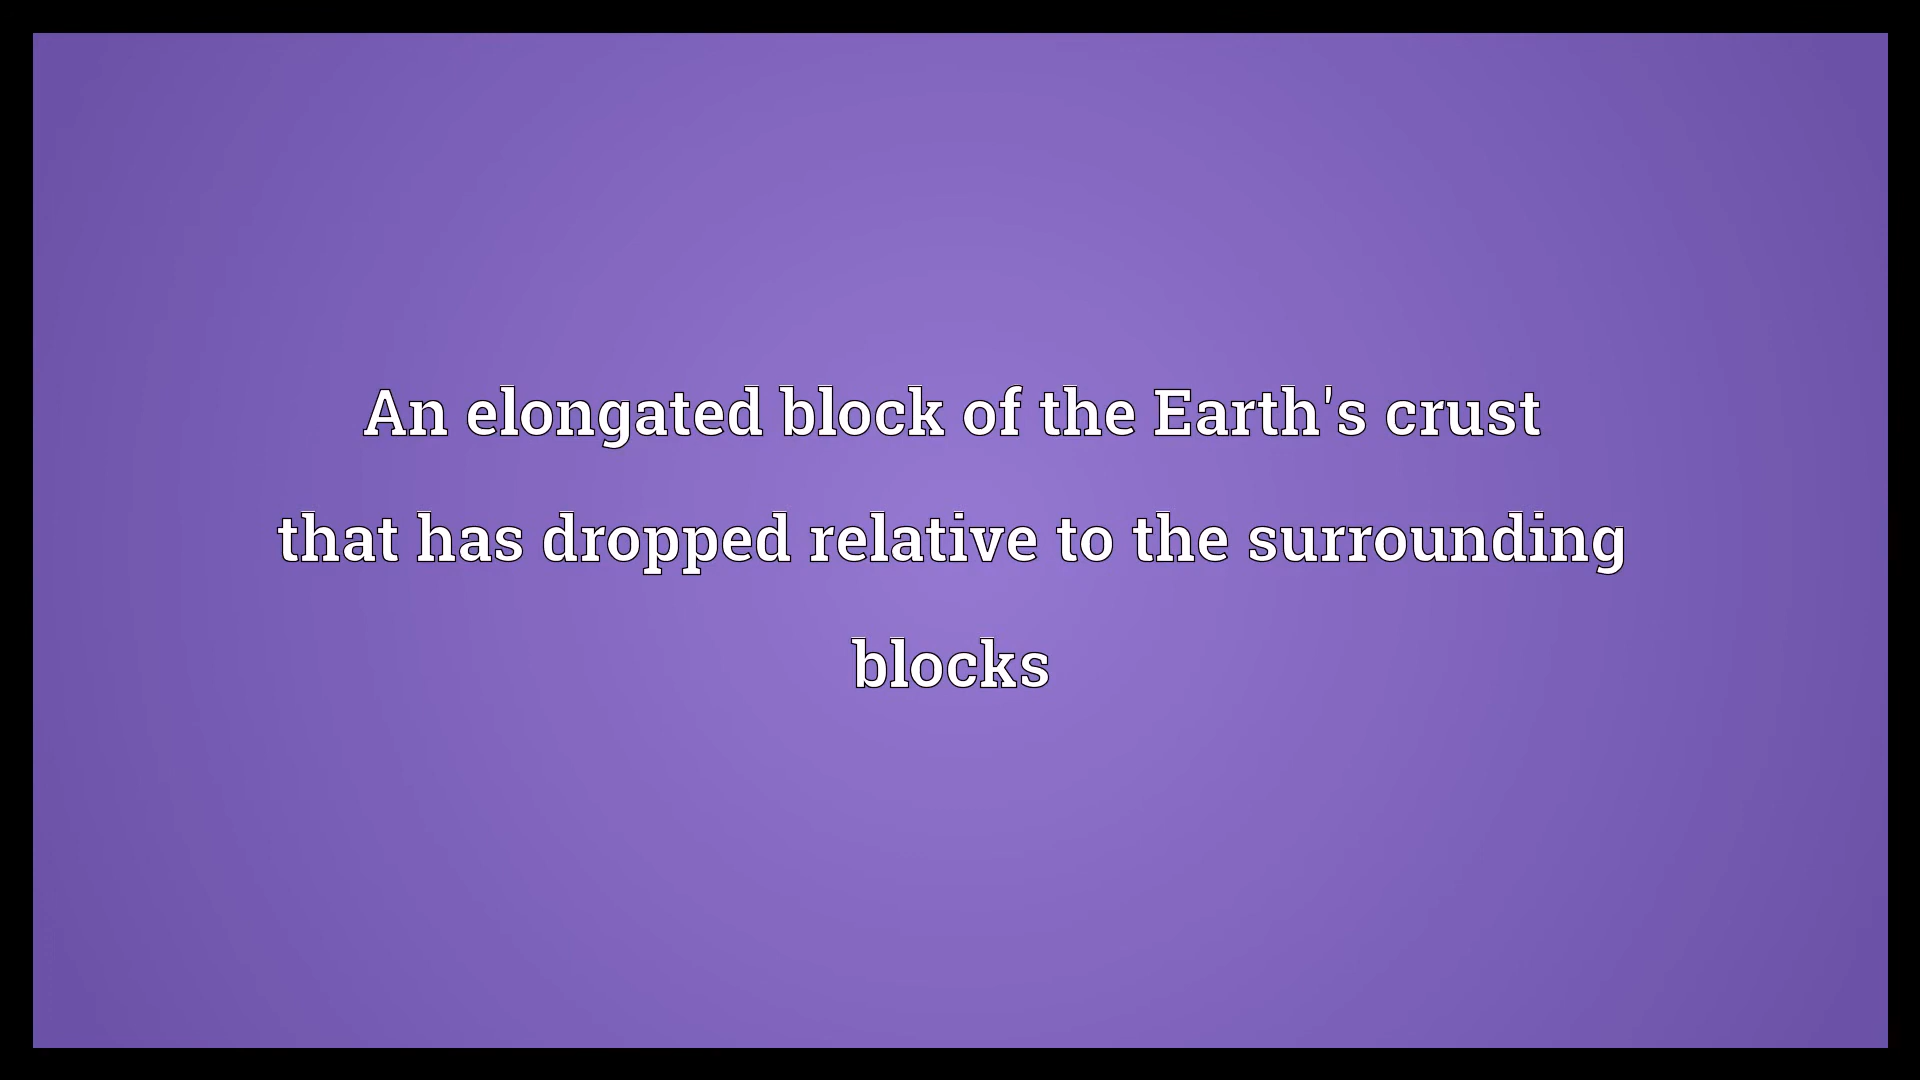 An elongated block of the Earth's crust
that has dropped relative to the surrounding
blocks